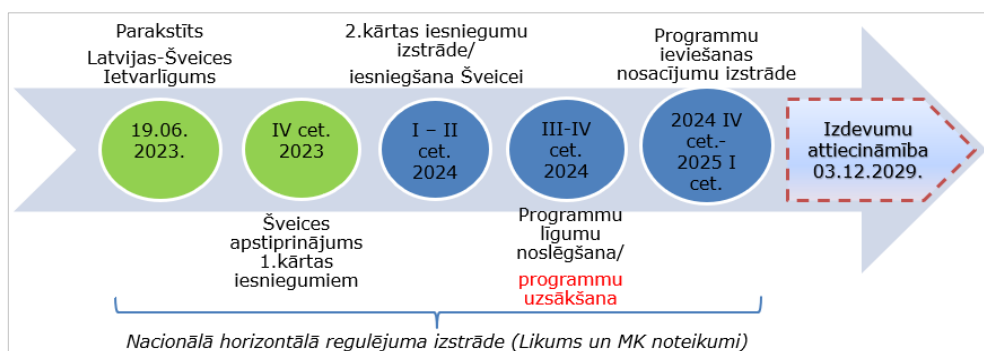 Parakstīts
Latvijas-Šveices
Ietvarlīgums
19.06.
2023.
IV cet.
2023
Šveices
apstiprinājums
1.kārtas
iesniegumiem
2.kārtas iesniegumu
izstrāde/
iesniegšana Šveicei
I – II
cet.
2024
III-IV
cet.
2024
Programmu
līgumu
noslēgšana/
programmu
uzsākšana
Programmu
ieviešanas
nosacījumu izstrāde
2024 IV
cet.-
2025 I
cet.
Izdevumu
attiecināmība
03.12.2029.
Nacionālā horizontālā regulējuma izstrāde (Likums un MK noteikumi)